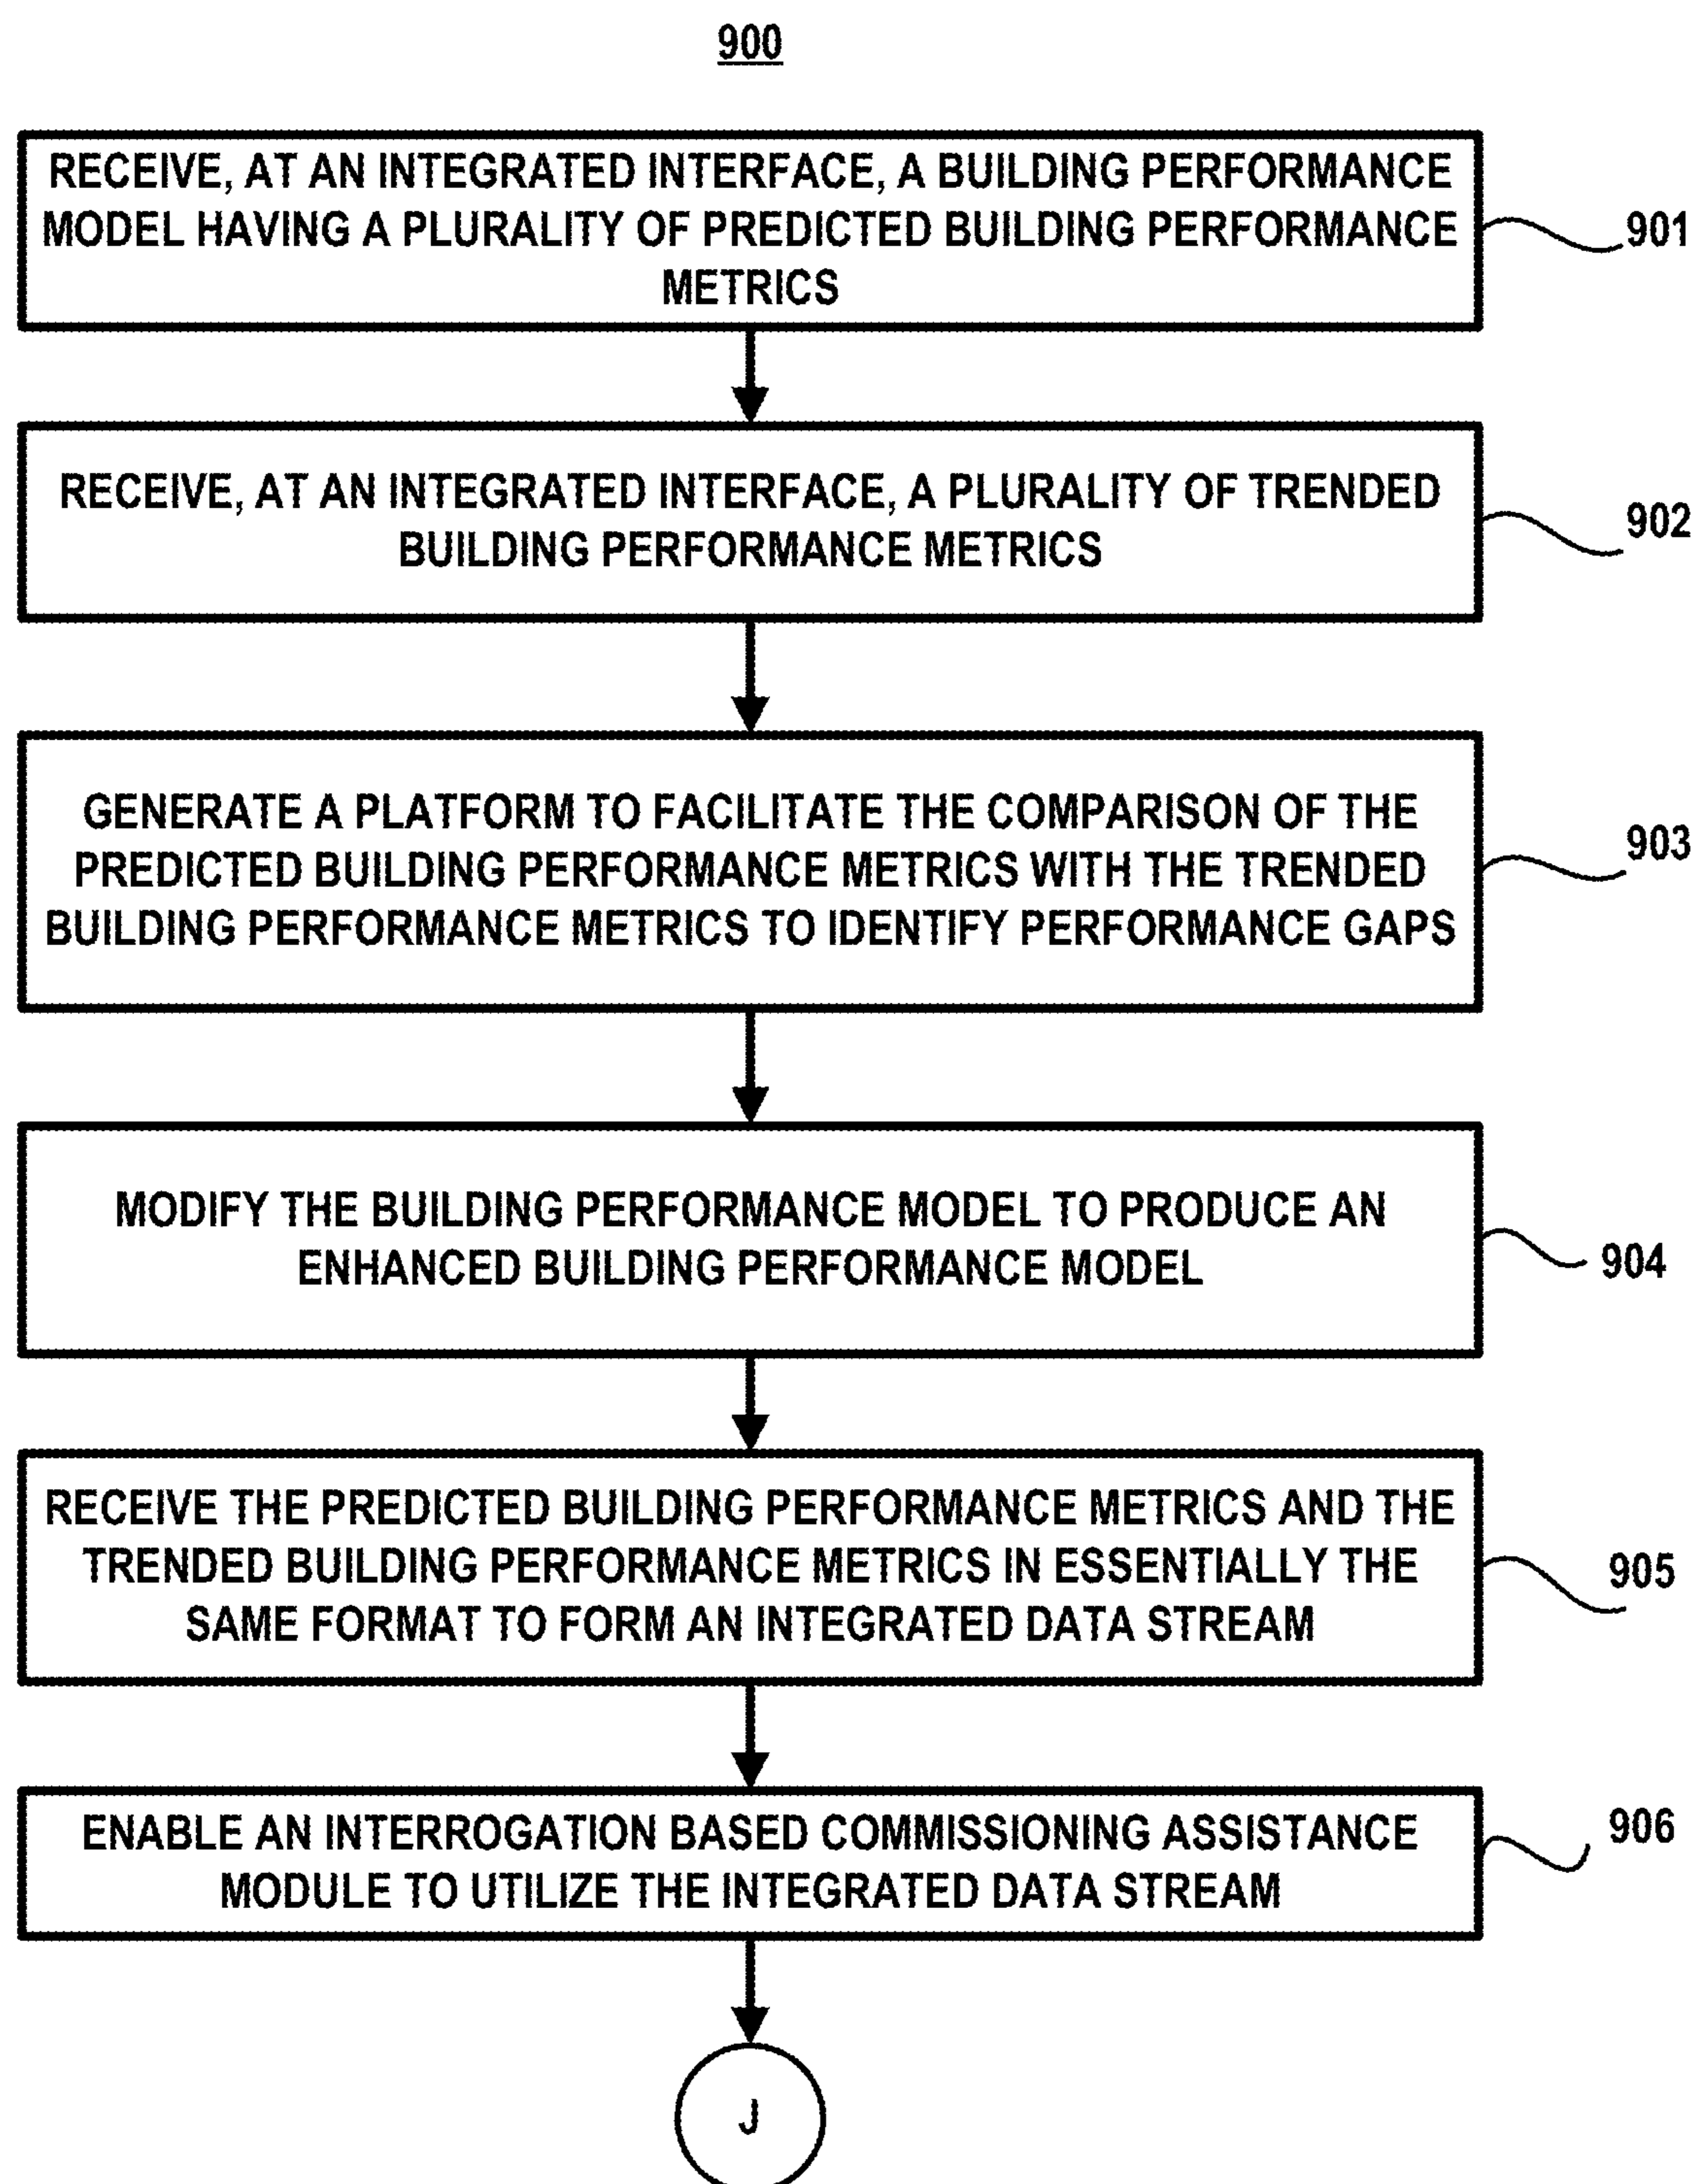 900
RECEIVE, AT AN INTEGRATED INTERFACE, A BUILDING PERFORMANCE
MODEL HAVING A PLURALITY OF PREDICTED BUILDING PERFORMANCE
METRICS
901
RECEIVE, AT AN INTEGRATED INTERFACE, A PLURALITY OF TRENDED
BUILDING PERFORMANCE METRICS
902
GENERATE A PLATFORM TO FACILITATE THE COMPARISON OF THE
PREDICTED BUILDING PERFORMANCE METRICS WITH THE TRENDED
BUILDING PERFORMANCE METRICS TO IDENTIFY PERFORMANCE GAPS
903
MODIFY THE BUILDING PERFORMANCE MODEL TO PRODUCE AN
ENHANCED BUILDING PERFORMANCE MODEL
904
RECEIVE THE PREDICTED BUILDING PERFORMANCE METRICS AND THE
TRENDED BUILDING PERFORMANCE METRICS IN ESSENTIALLY THE
SAME FORMAT TO FORM AN INTEGRATED DATA STREAM
905
ENABLE AN INTERROGATION BASED COMMISSIONING ASSISTANCE
MODULE TO UTILIZE THE INTEGRATED DATA STREAM
906
J